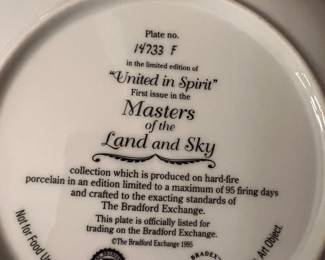 Plate no.
14733 F
in the limited edition of
"United in Spirit"
First issue in the
Masters
of the
Land and Sky
collection which is produced on hard-fire
porcelain in an edition limited to a maximum of 95 firing days
and crafted to the exacting standards of
The Bradford Exchange.
This plate is officially listed for
trading on the Bradford Exchange.
©The Bradford Exchange 1995
Not for Food Us
BRADEX
Art Object.